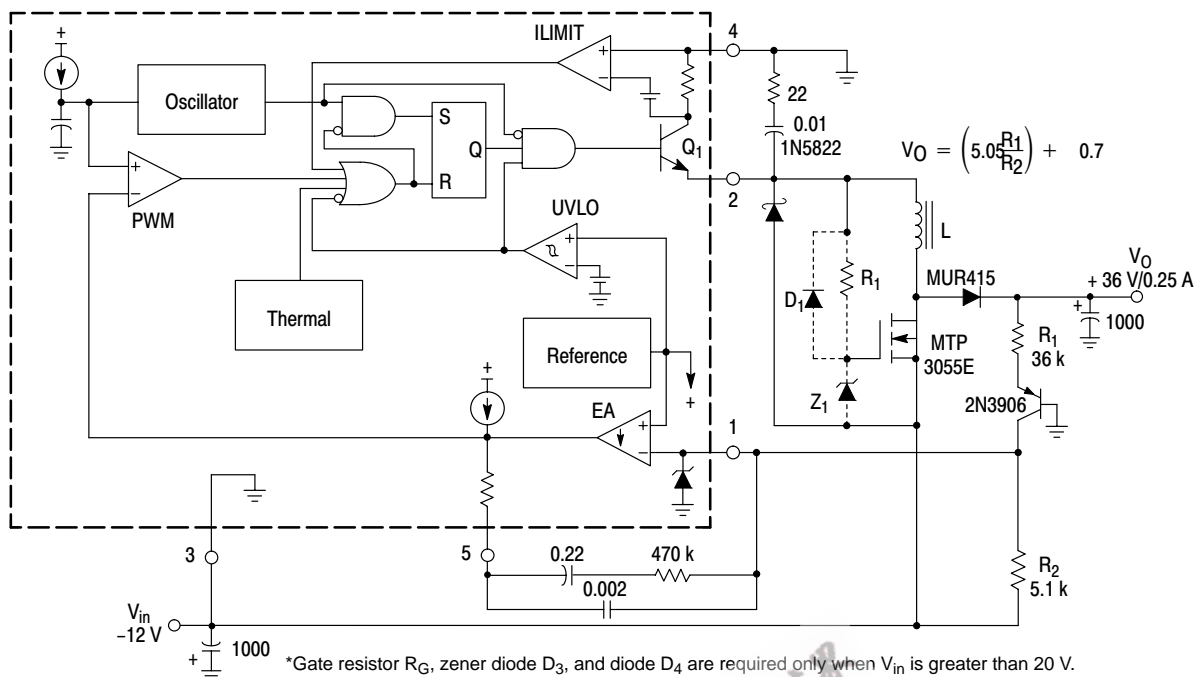 ILIMIT
4
+
−
+
Oscillator
S
Q
R
Q1
22
0.01
1N5822
VO = (5.05 R1/R2) + 0.7
+
−
PWM
2
UVLO
+
−
L
Thermal
D1
R1
MUR415
VO
+ 36 V/0.25 A
+
1000
Reference
+
MTP
3055E
R1
36 k
Z1
2N3906
+
EA
+
−
1
3
5
0.22
470 k
0.002
R2
5.1 k
Vin
−12 V
+
1000
*Gate resistor RG, zener diode D3, and diode D4 are required only when Vin is greater than 20 V.